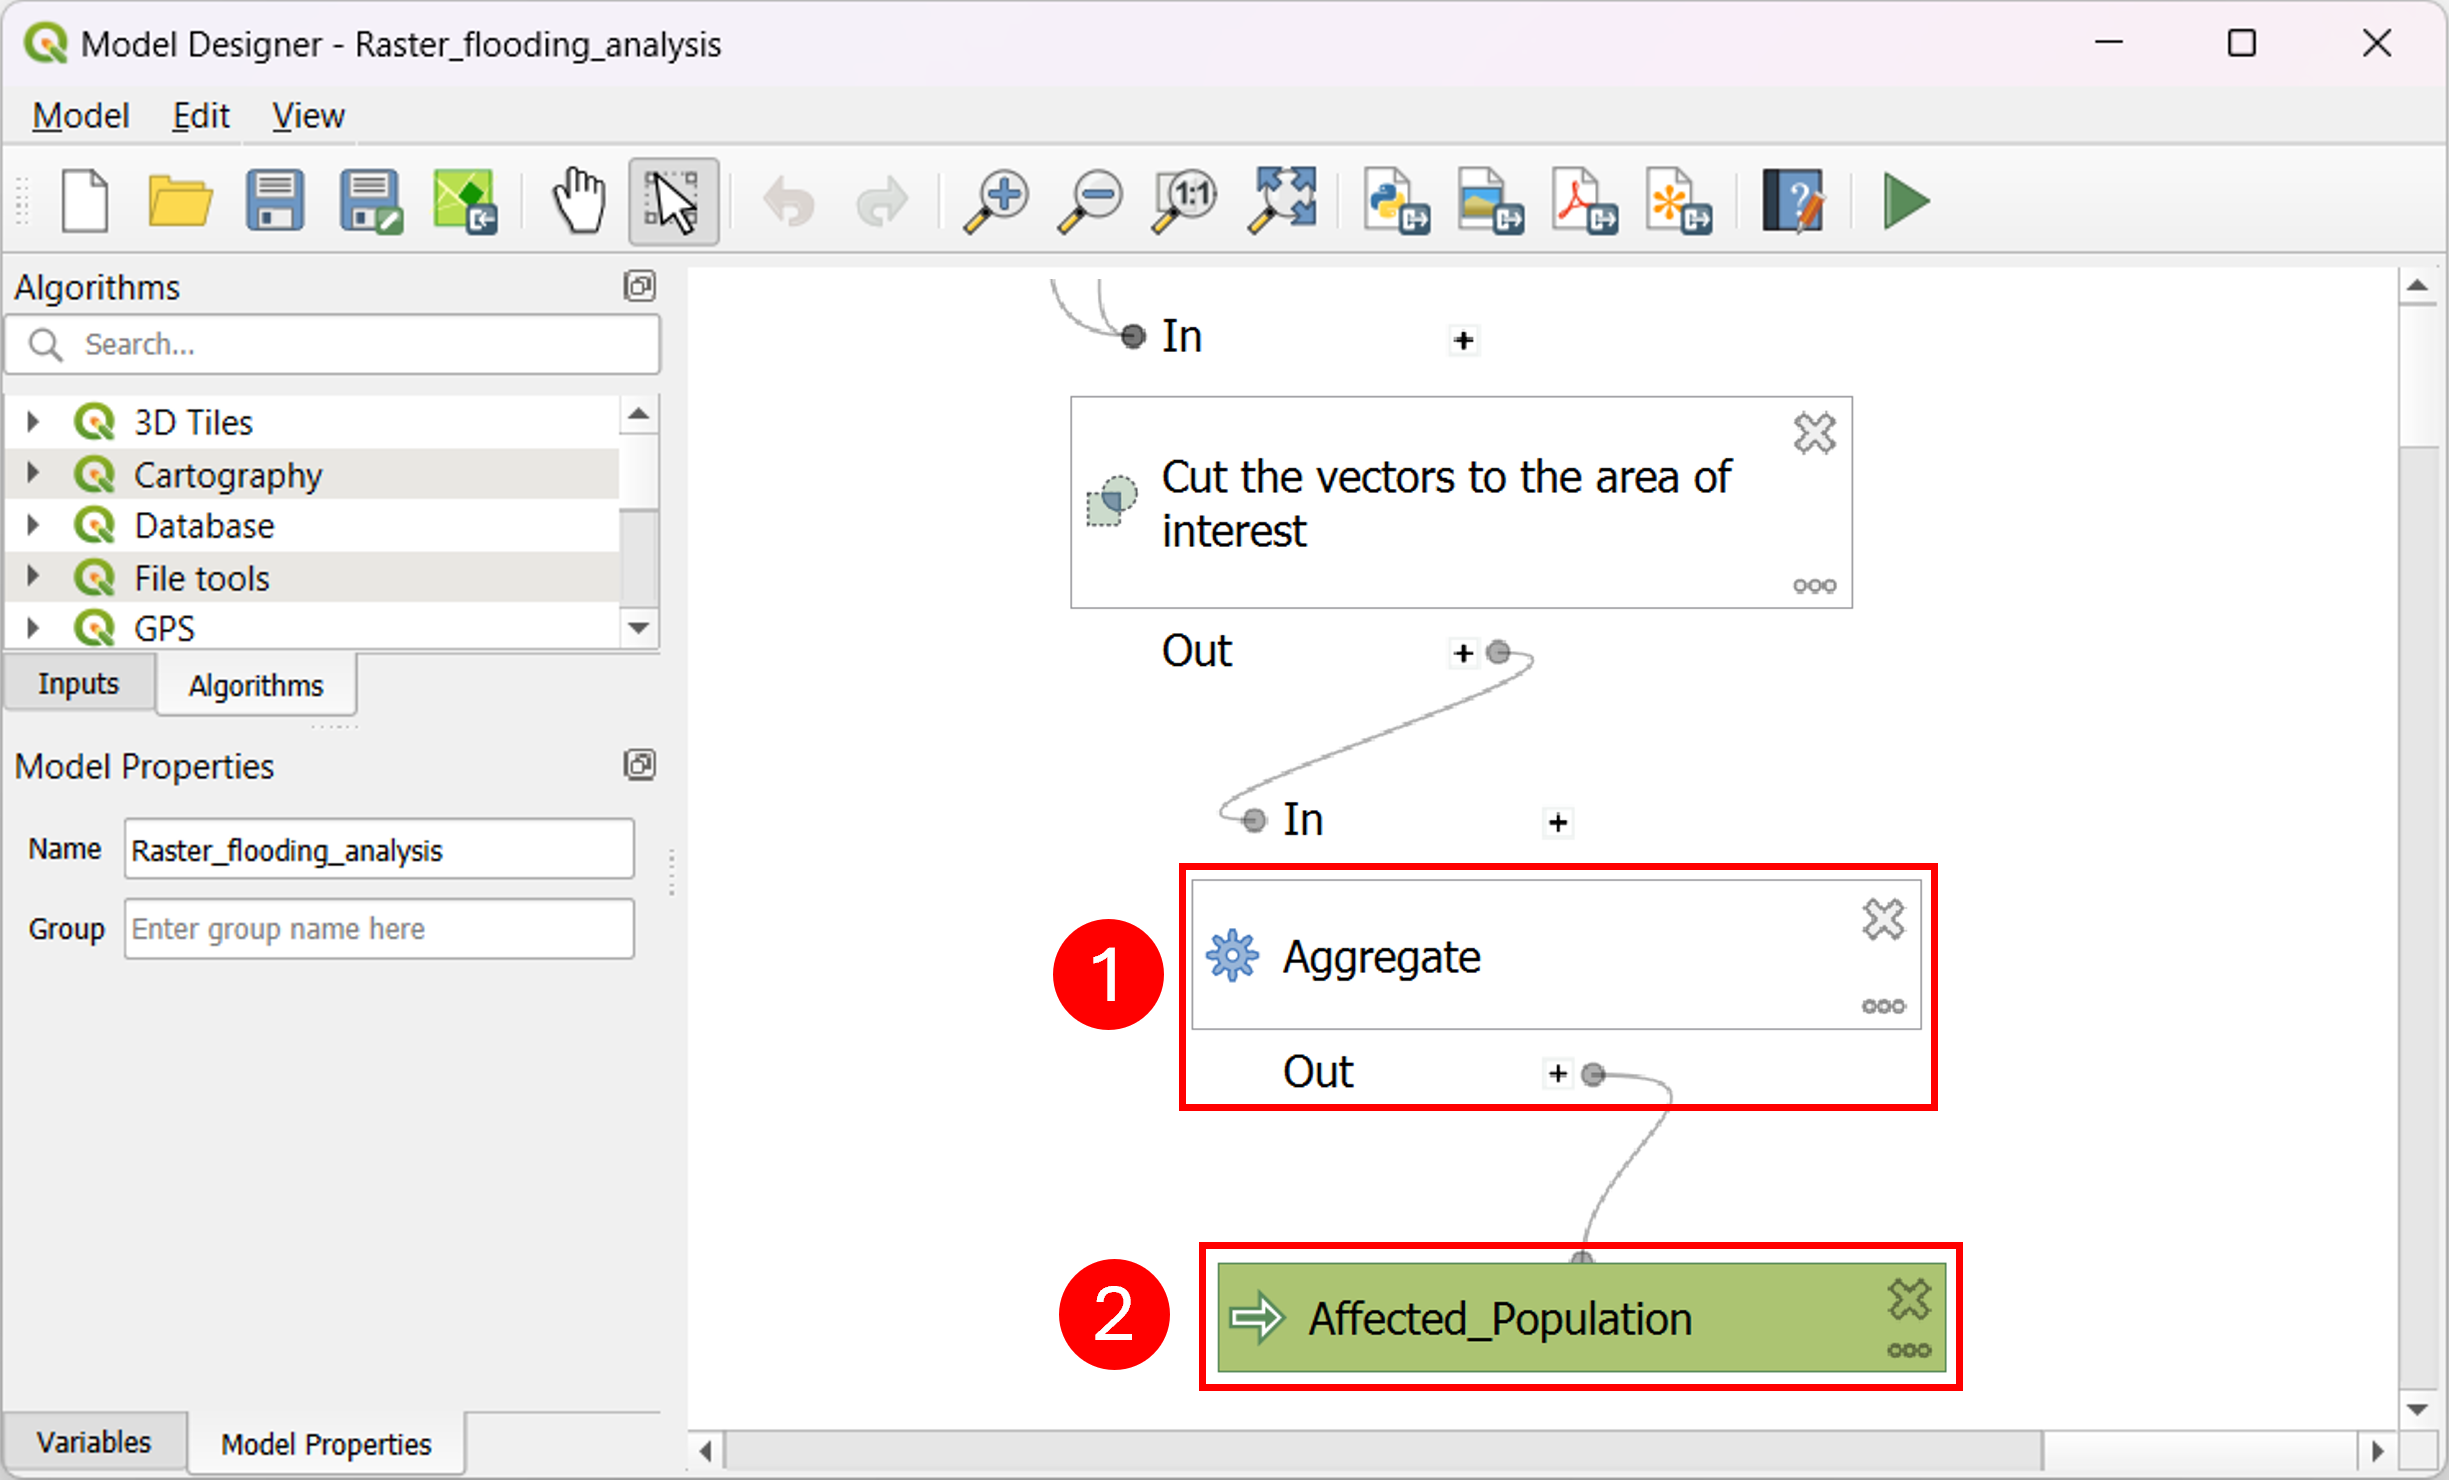 Model Designer - Raster_flooding_analysis
Model Edit View
1:1
?
Algorithms
Search...
3D Tiles
Cartography
Database
File tools
GPS
Inputs Algorithms
Model Properties
Name Raster_flooding_analysis
Group Enter group name here
Variables Model Properties
In +
Cut the vectors to the area of
interest
Out +
In +
1
Aggregate
Out +
2
Affected_Population